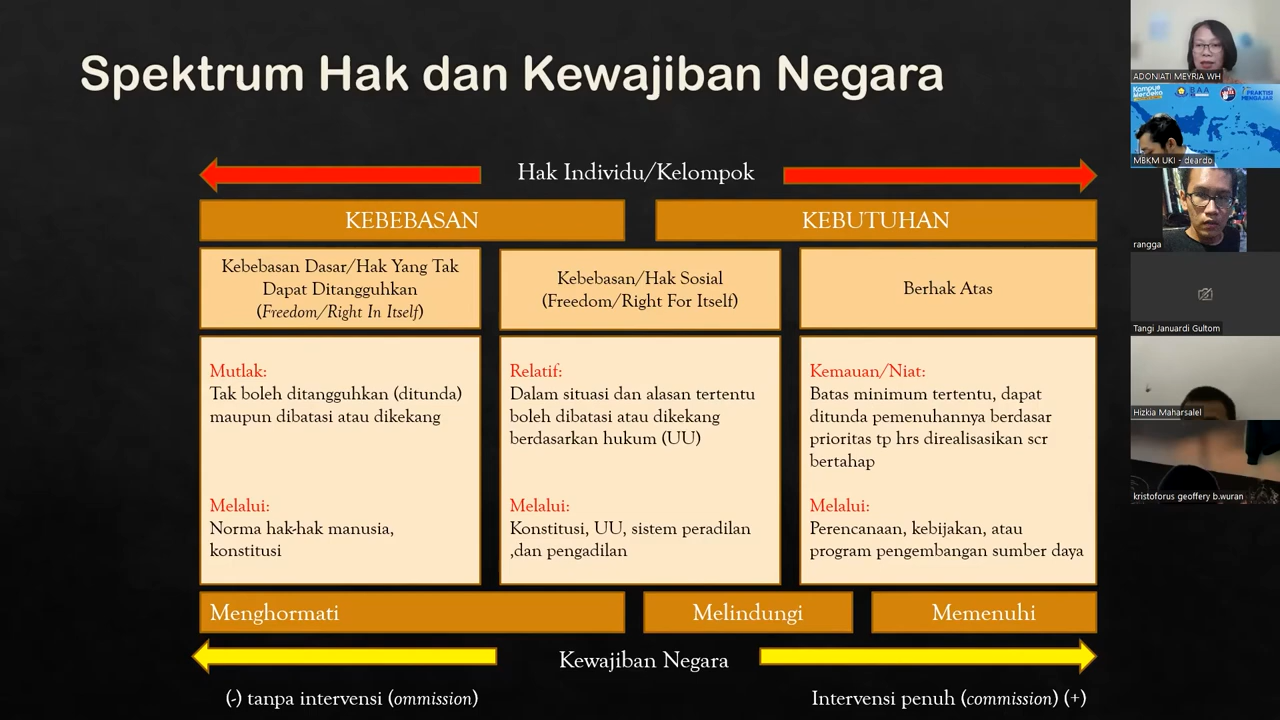 Spektrum Hak dan Kewajiban Negara
Hak Individu/Kelompok
KEBEBASAN
KEBUTUHAN
Kebebasan Dasar/Hak Yang Tak
Dapat Ditangguhkan
(Freedom/Right In Itself)
Kebebasan/Hak Sosial
(Freedom/Right For Itself)
Berhak Atas
Mutlak:
Tak boleh ditangguhkan (ditunda)
maupun dibatasi atau dikekang
Melalui:
Norma hak-hak manusia,
konstitusi
Relatif:
Dalam situasi dan alasan tertentu
boleh dibatasi atau dikekang
berdasarkan hukum (UU)
Melalui:
Konstitusi, UU, sistem peradilan
,dan pengadilan
Kemauan/Niat:
Batas minimum tertentu, dapat
ditunda pemenuhannya berdasar
prioritas tp hrs direalisasikan scr
bertahap
Melalui:
Perencanaan, kebijakan, atau
program pengembangan sumber daya
Menghormati
Melindungi
Memenuhi
Kewajiban Negara
(-) tanpa intervensi (ommission)
Intervensi penuh (commission) (+)
ADONIATI MEYRIA WH
Kampus
Merdeka
BAA
PRAKTISI
MENGAJAR
MBKM UKI - deardo
rangga
Tangi Januardi Gultom
Hizkia Maharsalel
kristoforus geoffery b.wuran